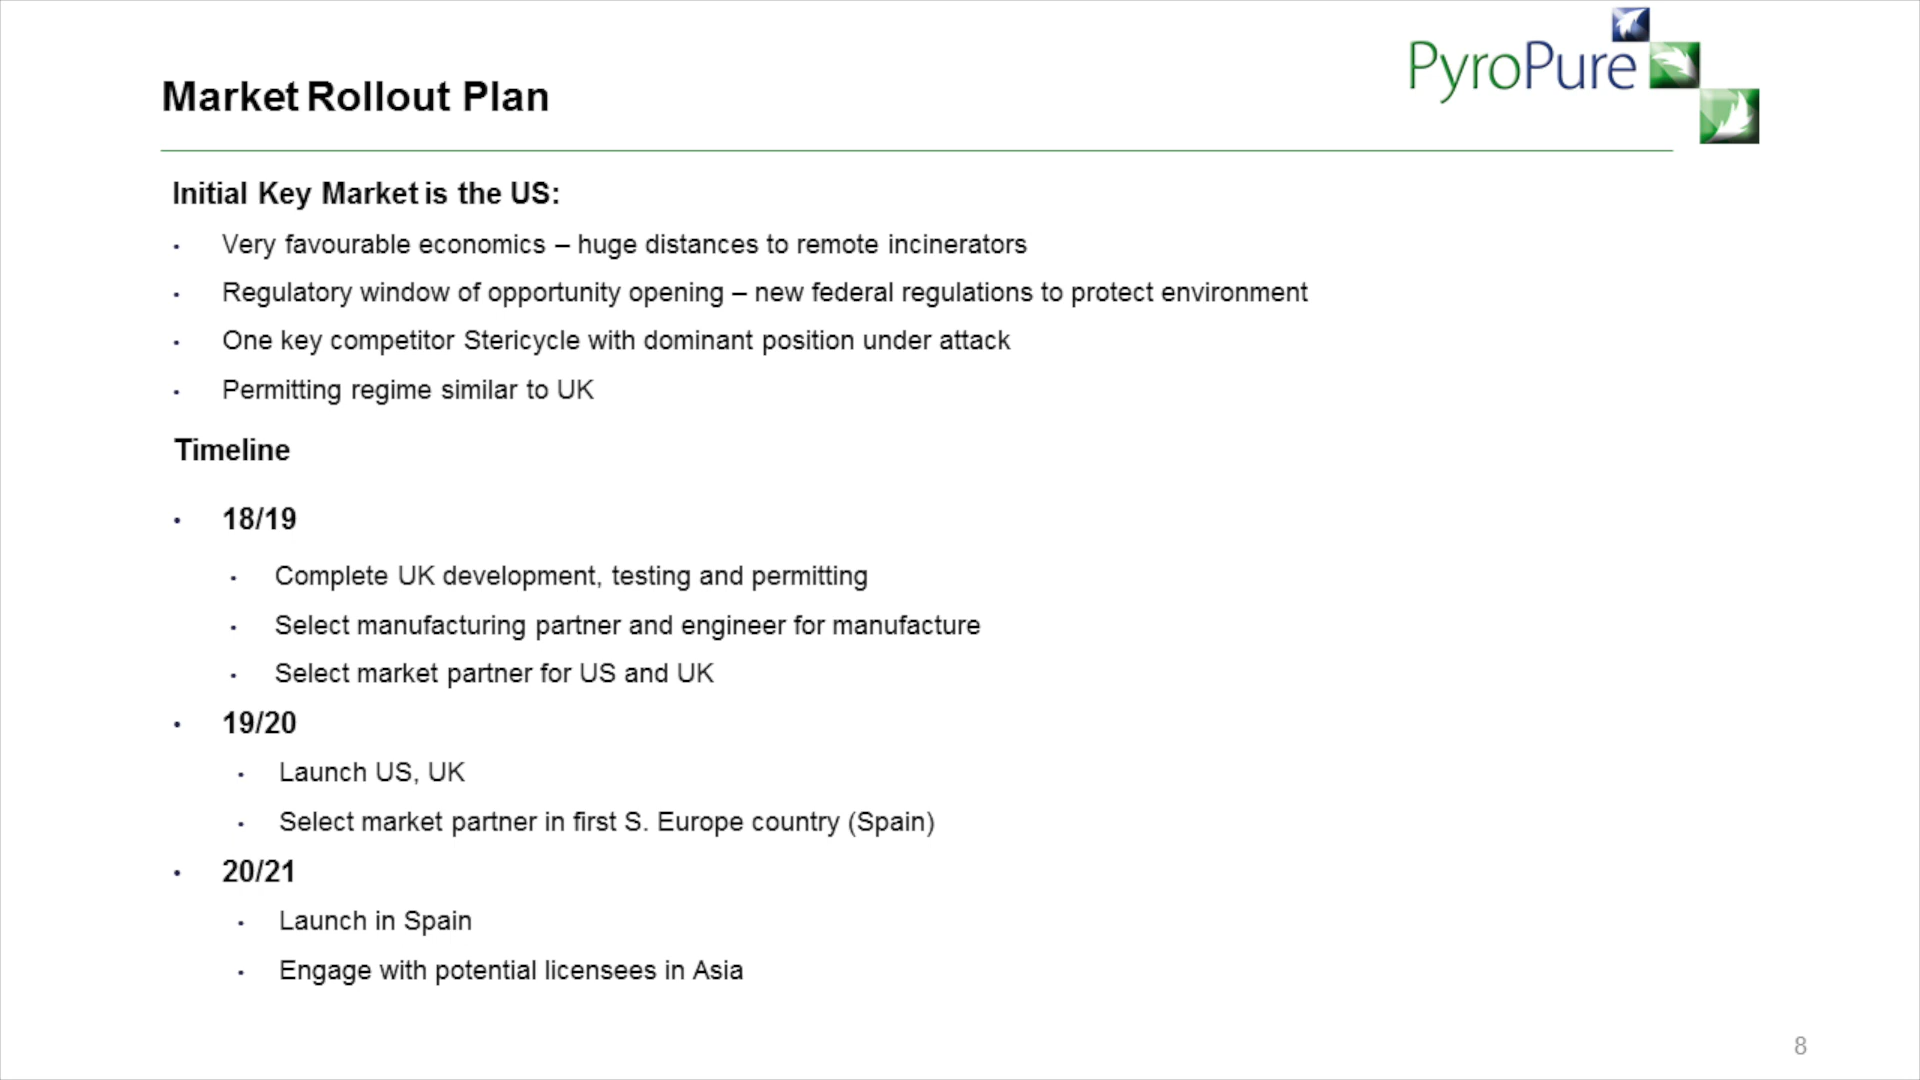 PyroPure
Market Rollout Plan
Initial Key Market is the US:
• Very favourable economics – huge distances to remote incinerators
• Regulatory window of opportunity opening – new federal regulations to protect environment
• One key competitor Stericycle with dominant position under attack
• Permitting regime similar to UK
Timeline
• 18/19
• Complete UK development, testing and permitting
• Select manufacturing partner and engineer for manufacture
• Select market partner for US and UK
• 19/20
• Launch US, UK
• Select market partner in first S. Europe country (Spain)
• 20/21
• Launch in Spain
• Engage with potential licensees in Asia
8